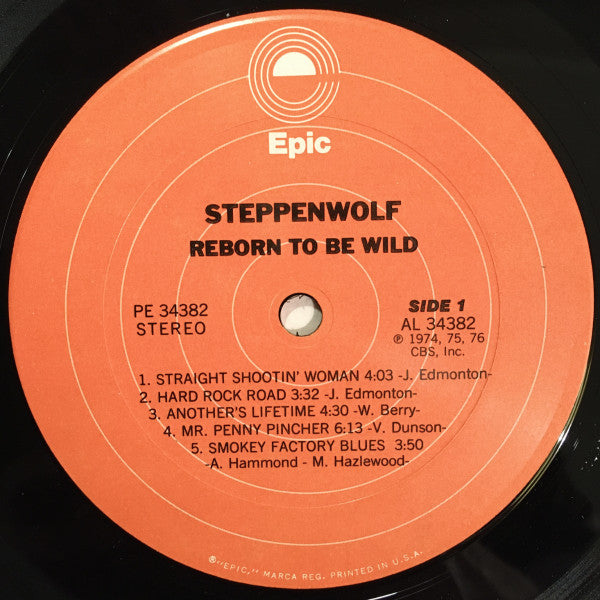 Epic
STEPPENWOLF
REBORN TO BE WILD
PE 34382
STEREO
SIDE 1
AL 34382
℗ 1974, 75, 76
CBS, Inc.
1. STRAIGHT SHOOTIN' WOMAN 4:03 -J. Edmonton-
2. HARD ROCK ROAD 3:32 -J. Edmonton-
3. ANOTHER'S LIFETIME 4:30 -W. Berry-
4. MR. PENNY PINCHER 6:13 -V. Dunson-
5. SMOKEY FACTORY BLUES 3:50
-A. Hammond - M. Hazlewood-
®"EPIC," MARCA REG. PRINTED IN U.S.A.